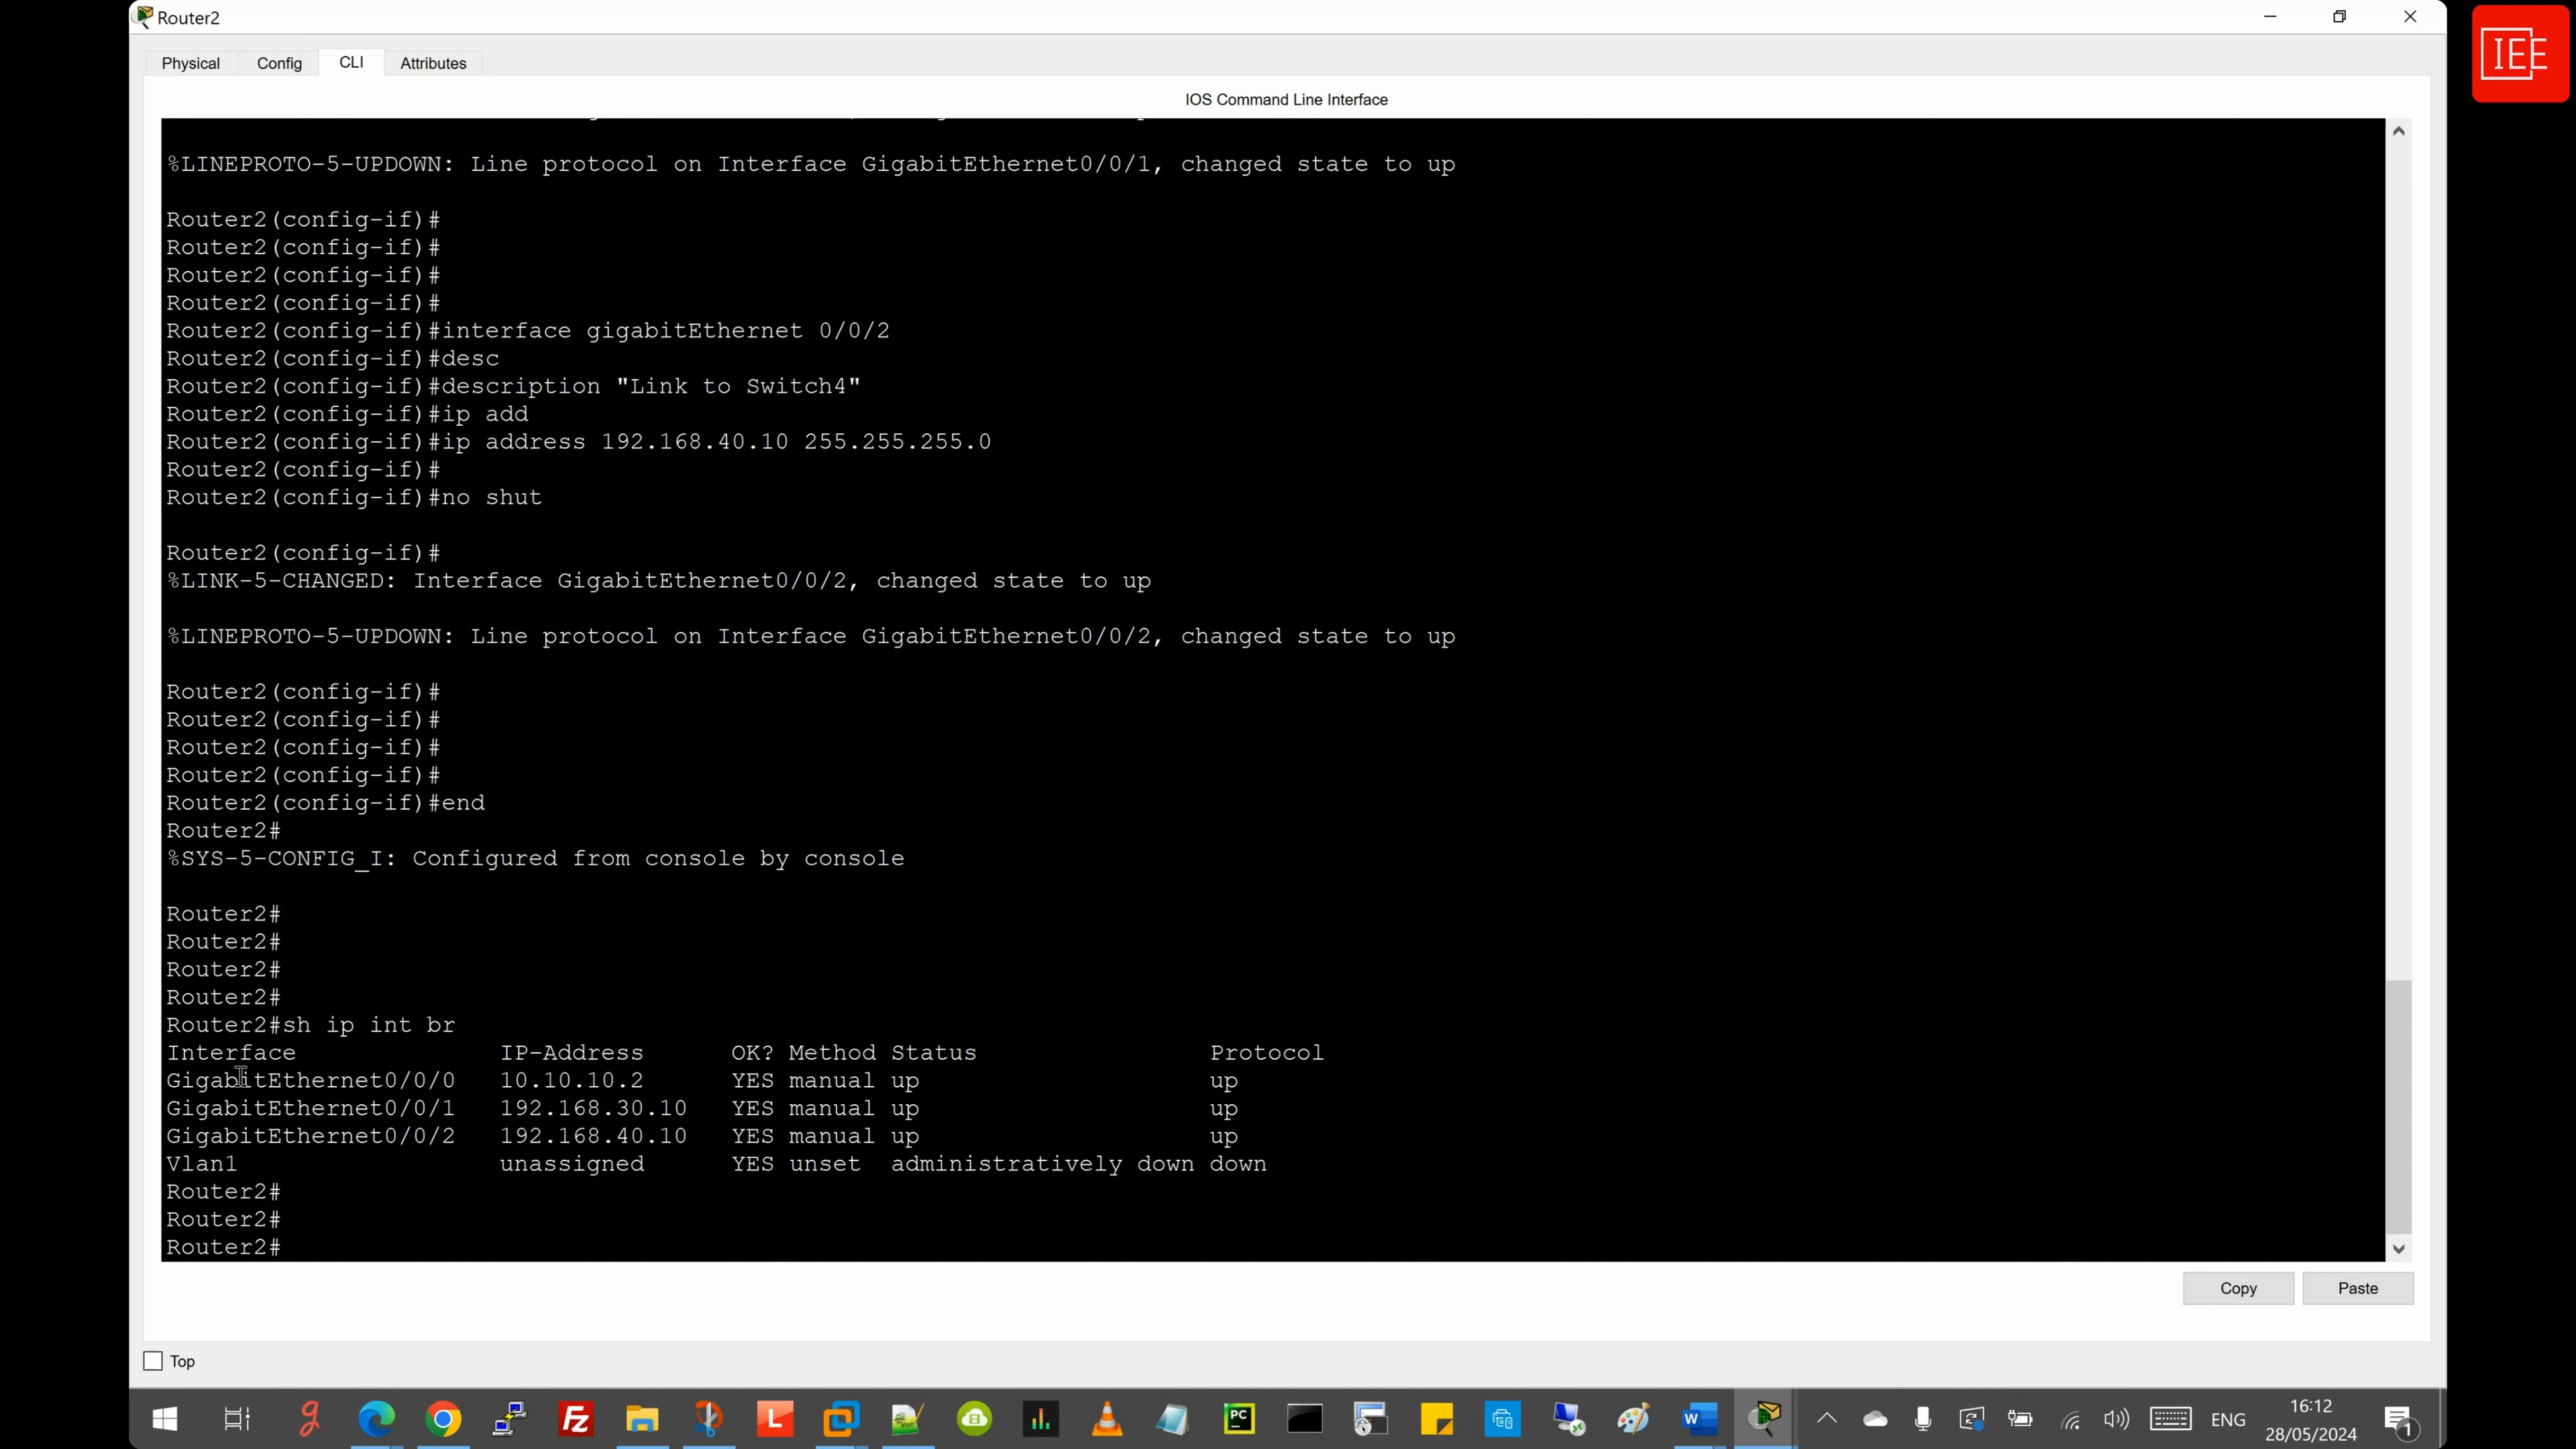 Router2
IEE
Physical Config CLI Attributes
IOS Command Line Interface
%LINEPROTO-5-UPDOWN: Line protocol on Interface GigabitEthernet0/0/1, changed state to up
Router2(config-if)#
Router2(config-if)#
Router2(config-if)#
Router2(config-if)#
Router2(config-if)#interface gigabitEthernet 0/0/2
Router2(config-if)#desc
Router2(config-if)#description "Link to Switch4"
Router2(config-if)#ip add
Router2(config-if)#ip address 192.168.40.10 255.255.255.0
Router2(config-if)#
Router2(config-if)#no shut
Router2(config-if)#
%LINK-5-CHANGED: Interface GigabitEthernet0/0/2, changed state to up
%LINEPROTO-5-UPDOWN: Line protocol on Interface GigabitEthernet0/0/2, changed state to up
Router2(config-if)#
Router2(config-if)#
Router2(config-if)#
Router2(config-if)#
Router2(config-if)#end
Router2#
%SYS-5-CONFIG_I: Configured from console by console
Router2#
Router2#
Router2#
Router2#
Router2#sh ip int br
Interface IP-Address OK? Method Status Protocol
GigabitEthernet0/0/0 10.10.10.2 YES manual up up
GigabitEthernet0/0/1 192.168.30.10 YES manual up up
GigabitEthernet0/0/2 192.168.40.10 YES manual up up
Vlan1 unassigned YES unset administratively down down
Router2#
Router2#
Router2#
Copy Paste
Top
g Fz L PC W ENG 16:12
28/05/2024 1